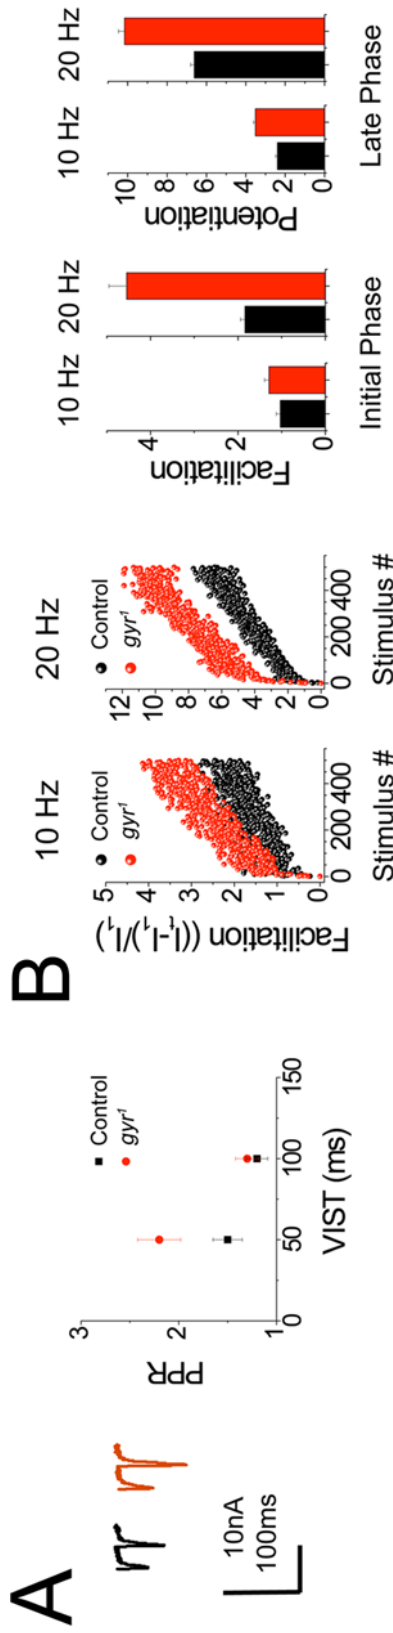 A
10nA
100ms
3
2
1
PPR
0
50
100
150
VIST (ms)
Control
gyr¹
B
10 Hz
5
4
3
2
1
0
Facilitation ((Iₜ-I₁)/I₁)
Control
gyr¹
0
200
400
Stimulus #
20 Hz
12
10
8
6
4
2
0
Control
gyr¹
0
200
400
Stimulus #
10 Hz
20 Hz
4
2
0
Facilitation
Initial Phase
10 Hz
20 Hz
10
8
6
4
2
0
Potentiation
Late Phase